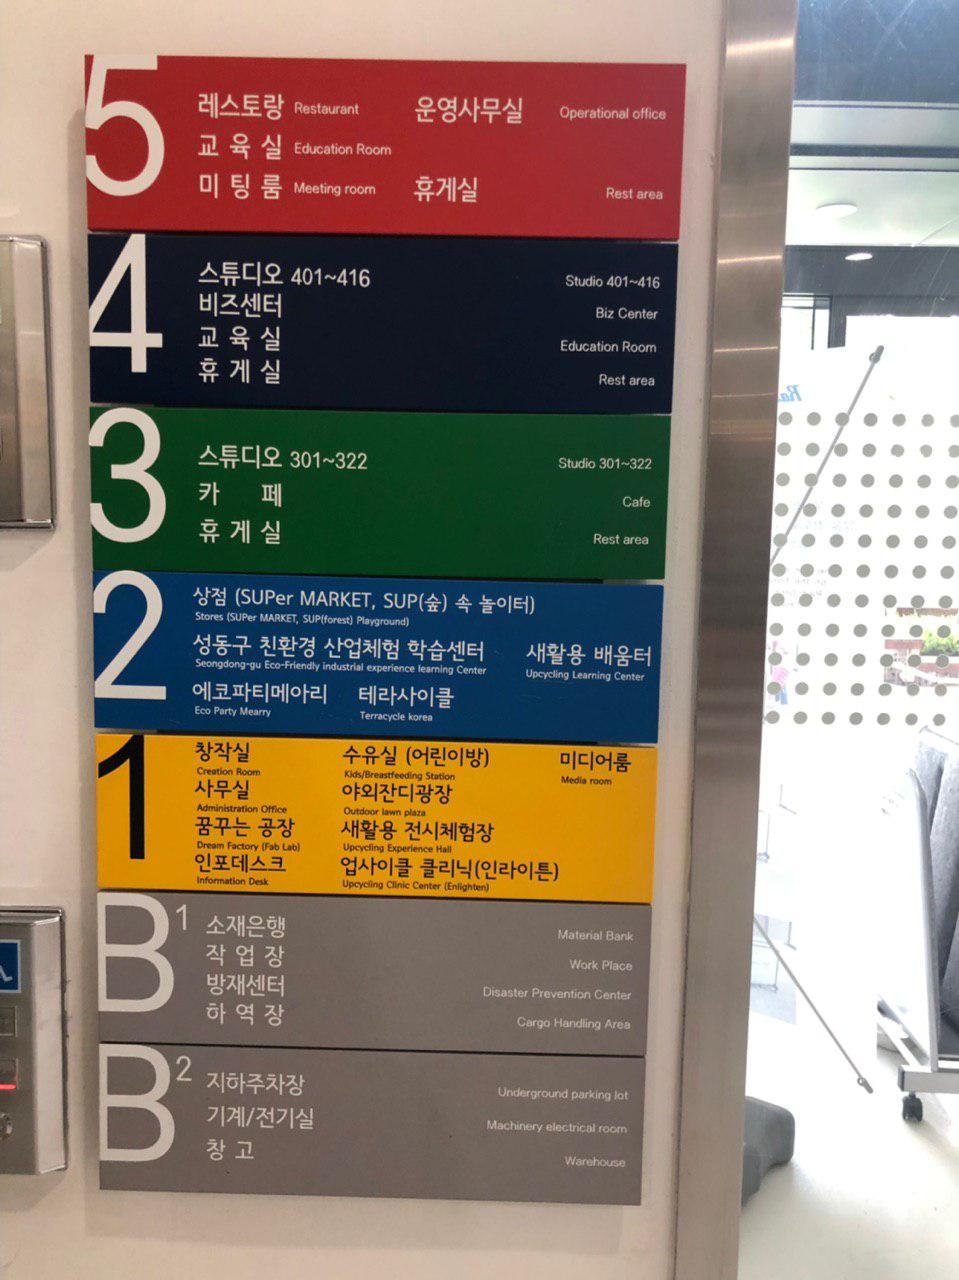 5
레스토랑 Restaurant 운영사무실 Operational office
교 육 실 Education Room
미 팅 룸 Meeting room 휴게실 Rest area
4
스튜디오 401~416 Studio 401~416
비즈센터 Biz Center
교 육 실 Education Room
휴 게 실 Rest area
3
스튜디오 301~322 Studio 301~322
카 페 Cafe
휴 게 실 Rest area
2
상점 (SUPer MARKET, SUP(숲) 속 놀이터)
Stores (SUPer MARKET, SUP(forest) Playground)
성동구 친환경 산업체험 학습센터 새활용 배움터
Seongdong-gu Eco-Friendly industrial experience learning Center Upcycling Learning Center
에코파티메아리 테라사이클
Eco Party Mearry Terracycle korea
1
창작실 수유실 (어린이방) 미디어룸
Creation Room Kids/Breastfeeding Station Media room
사무실 야외잔디광장
Administration Office Outdoor lawn plaza
꿈꾸는 공장 새활용 전시체험장
Dream Factory (Fab Lab) Upcycling Experience Hall
인포데스크 업사이클 클리닉(인라이튼)
Information Desk Upcycling Clinic Center (Enlighten)
B1
소재은행 Material Bank
작 업 장 Work Place
방재센터 Disaster Prevention Center
하 역 장 Cargo Handling Area
B2
지하주차장 Underground parking lot
기계/전기실 Machinery electrical room
창 고 Warehouse